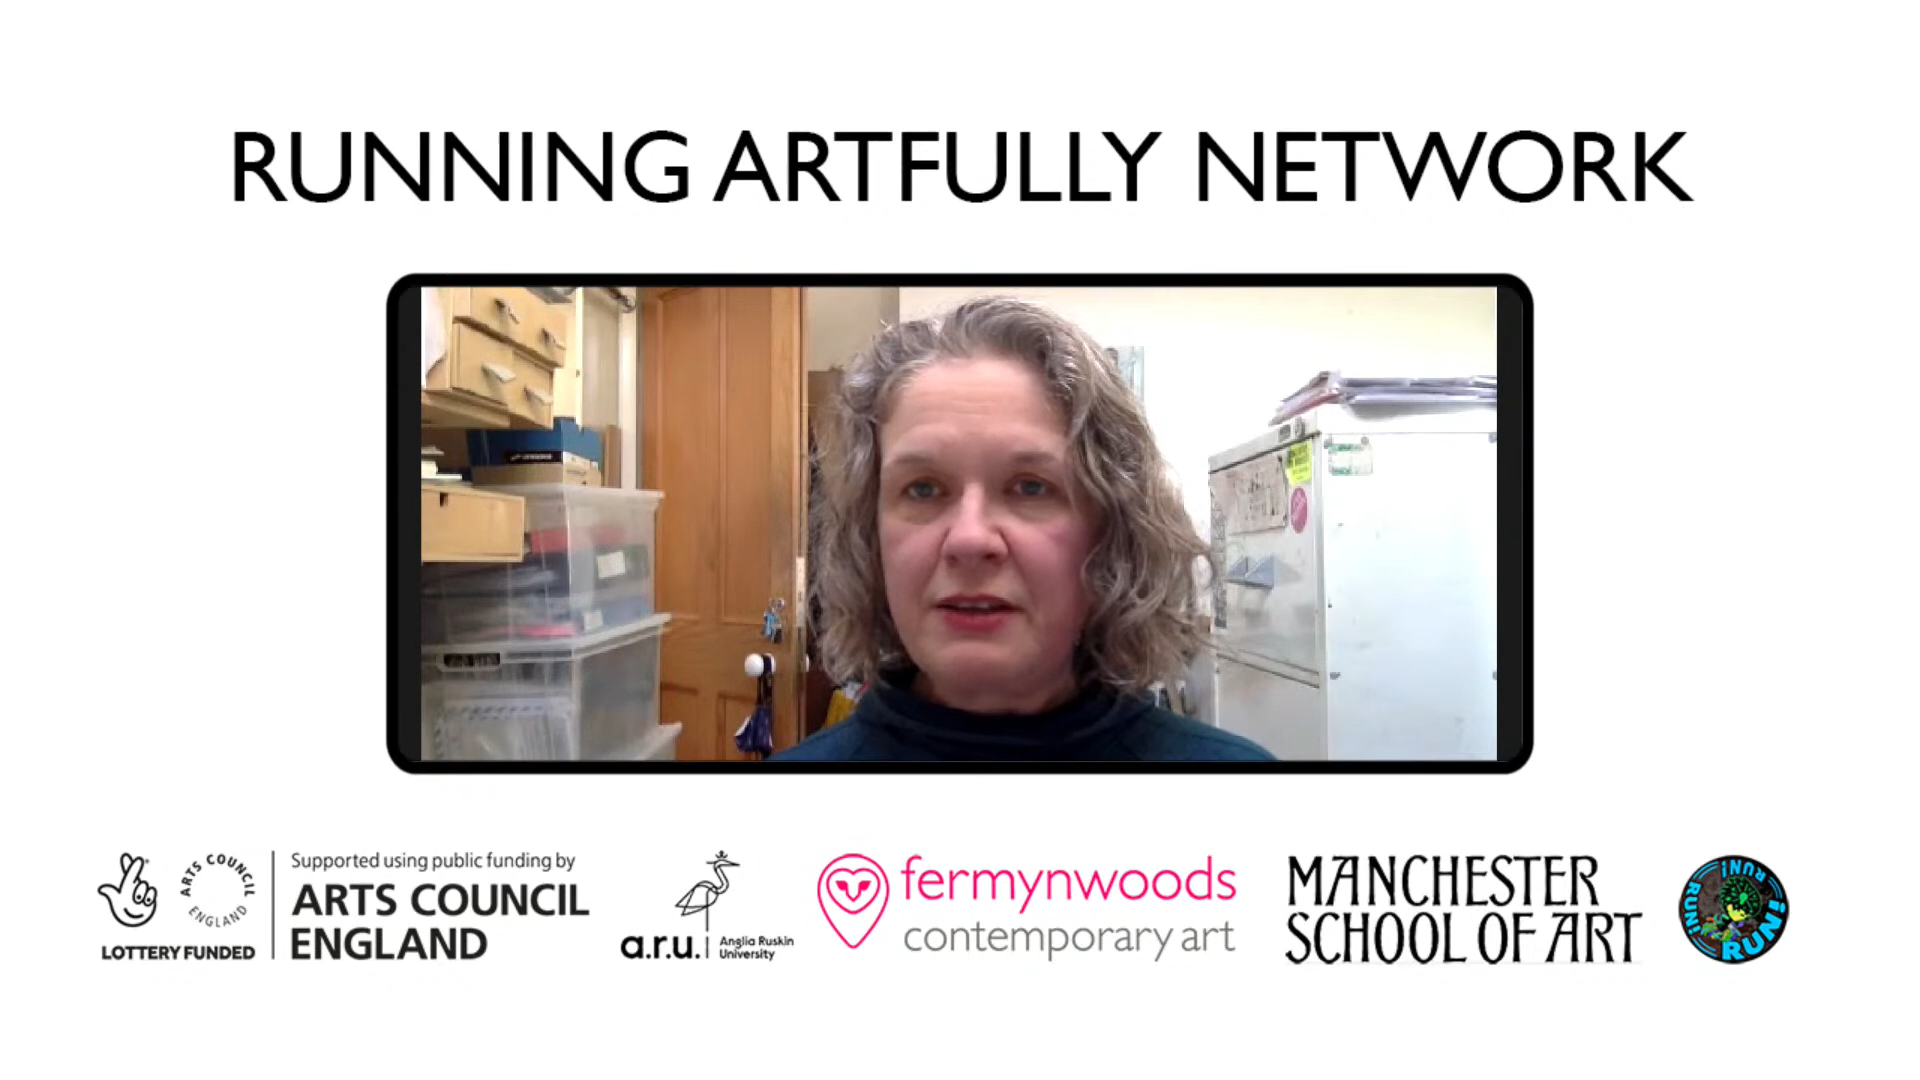 RUNNING ARTFULLY NETWORK
ARTS COUNCIL ENGLAND
LOTTERY FUNDED
Supported using public funding by
ARTS COUNCIL
ENGLAND
a.r.u.
Anglia Ruskin
University
fermynwoods
contemporary art
MANCHESTER
SCHOOL OF ART
RUN! RUN! RUN!